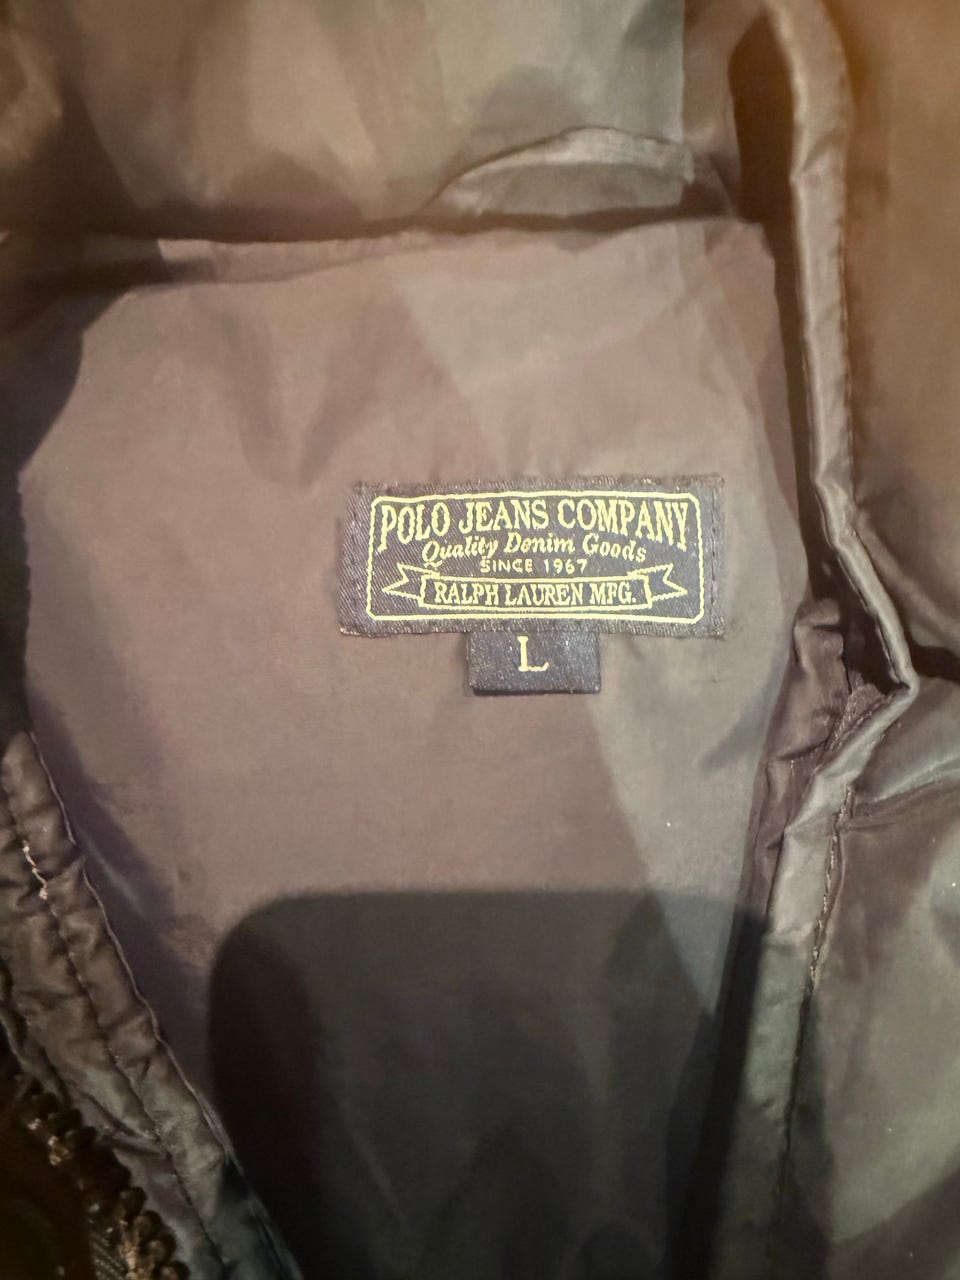 POLO JEANS COMPANY
Quality Denim Goods
SINCE 1967
RALPH LAUREN MFG.
L